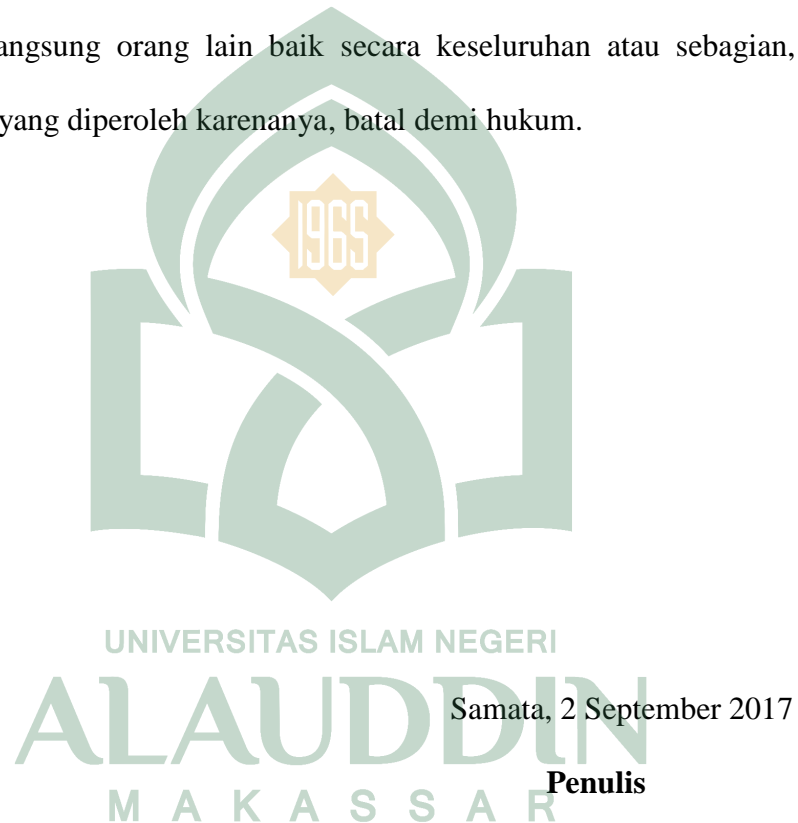 angsung orang lain baik secara keseluruhan atau sebagian,
yang diperoleh karenanya, batal demi hukum.
1965
UNIVERSITAS ISLAM NEGERI
ALAUDDIN
MAKASSAR
Samata, 2 September 2017
Penulis